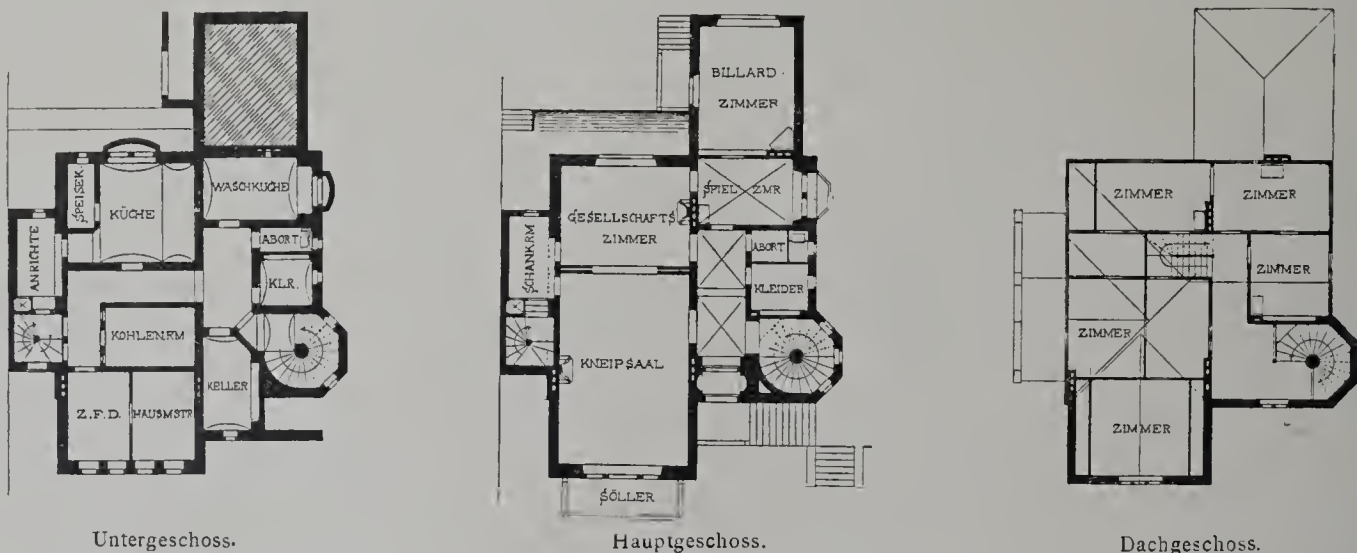 SPEISEK.
KÜCHE
WASCHKÜCHE
ANRICHTE
ABORT
KLR.
KOHLENRM
KELLER
Z.F.D.
HAUSMSTR
Untergeschoss.
BILLARD-
ZIMMER
SPIEL ZMR.
GESELLSCHAFTS
ZIMMER
SCHANKRM
ABORT
KLEIDER
KNEIPSAAL
SÖLLER
Hauptgeschoss.
ZIMMER
ZIMMER
ZIMMER
ZIMMER
ZIMMER
Dachgeschoss.